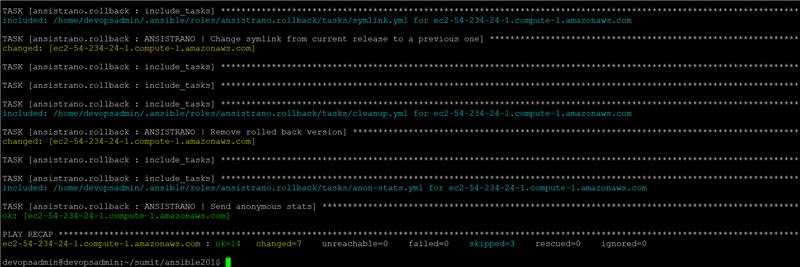 TASK [ansistrano.rollback : include_tasks] ****************************************************************************************************
included: /home/devopsadmin/.ansible/roles/ansistrano.rollback/tasks/symlink.yml for ec2-54-234-24-1.compute-1.amazonaws.com
TASK [ansistrano.rollback : ANSISTRANO | Change symlink from current release to a previous one] ***********************************************
changed: [ec2-54-234-24-1.compute-1.amazonaws.com]
TASK [ansistrano.rollback : include_tasks] ****************************************************************************************************
TASK [ansistrano.rollback : include_tasks] ****************************************************************************************************
TASK [ansistrano.rollback : include_tasks] ****************************************************************************************************
included: /home/devopsadmin/.ansible/roles/ansistrano.rollback/tasks/cleanup.yml for ec2-54-234-24-1.compute-1.amazonaws.com
TASK [ansistrano.rollback : ANSISTRANO | Remove rolled back version] **************************************************************************
changed: [ec2-54-234-24-1.compute-1.amazonaws.com]
TASK [ansistrano.rollback : include_tasks] ****************************************************************************************************
TASK [ansistrano.rollback : include_tasks] ****************************************************************************************************
included: /home/devopsadmin/.ansible/roles/ansistrano.rollback/tasks/anon-stats.yml for ec2-54-234-24-1.compute-1.amazonaws.com
TASK [ansistrano.rollback : ANSISTRANO | Send anonymous stats] ********************************************************************************
ok: [ec2-54-234-24-1.compute-1.amazonaws.com]
PLAY RECAP ************************************************************************************************************************************
ec2-54-234-24-1.compute-1.amazonaws.com : ok=14 changed=7 unreachable=0 failed=0 skipped=3 rescued=0 ignored=0
devopsadmin@devopsadmin:~/sumit/ansible201$